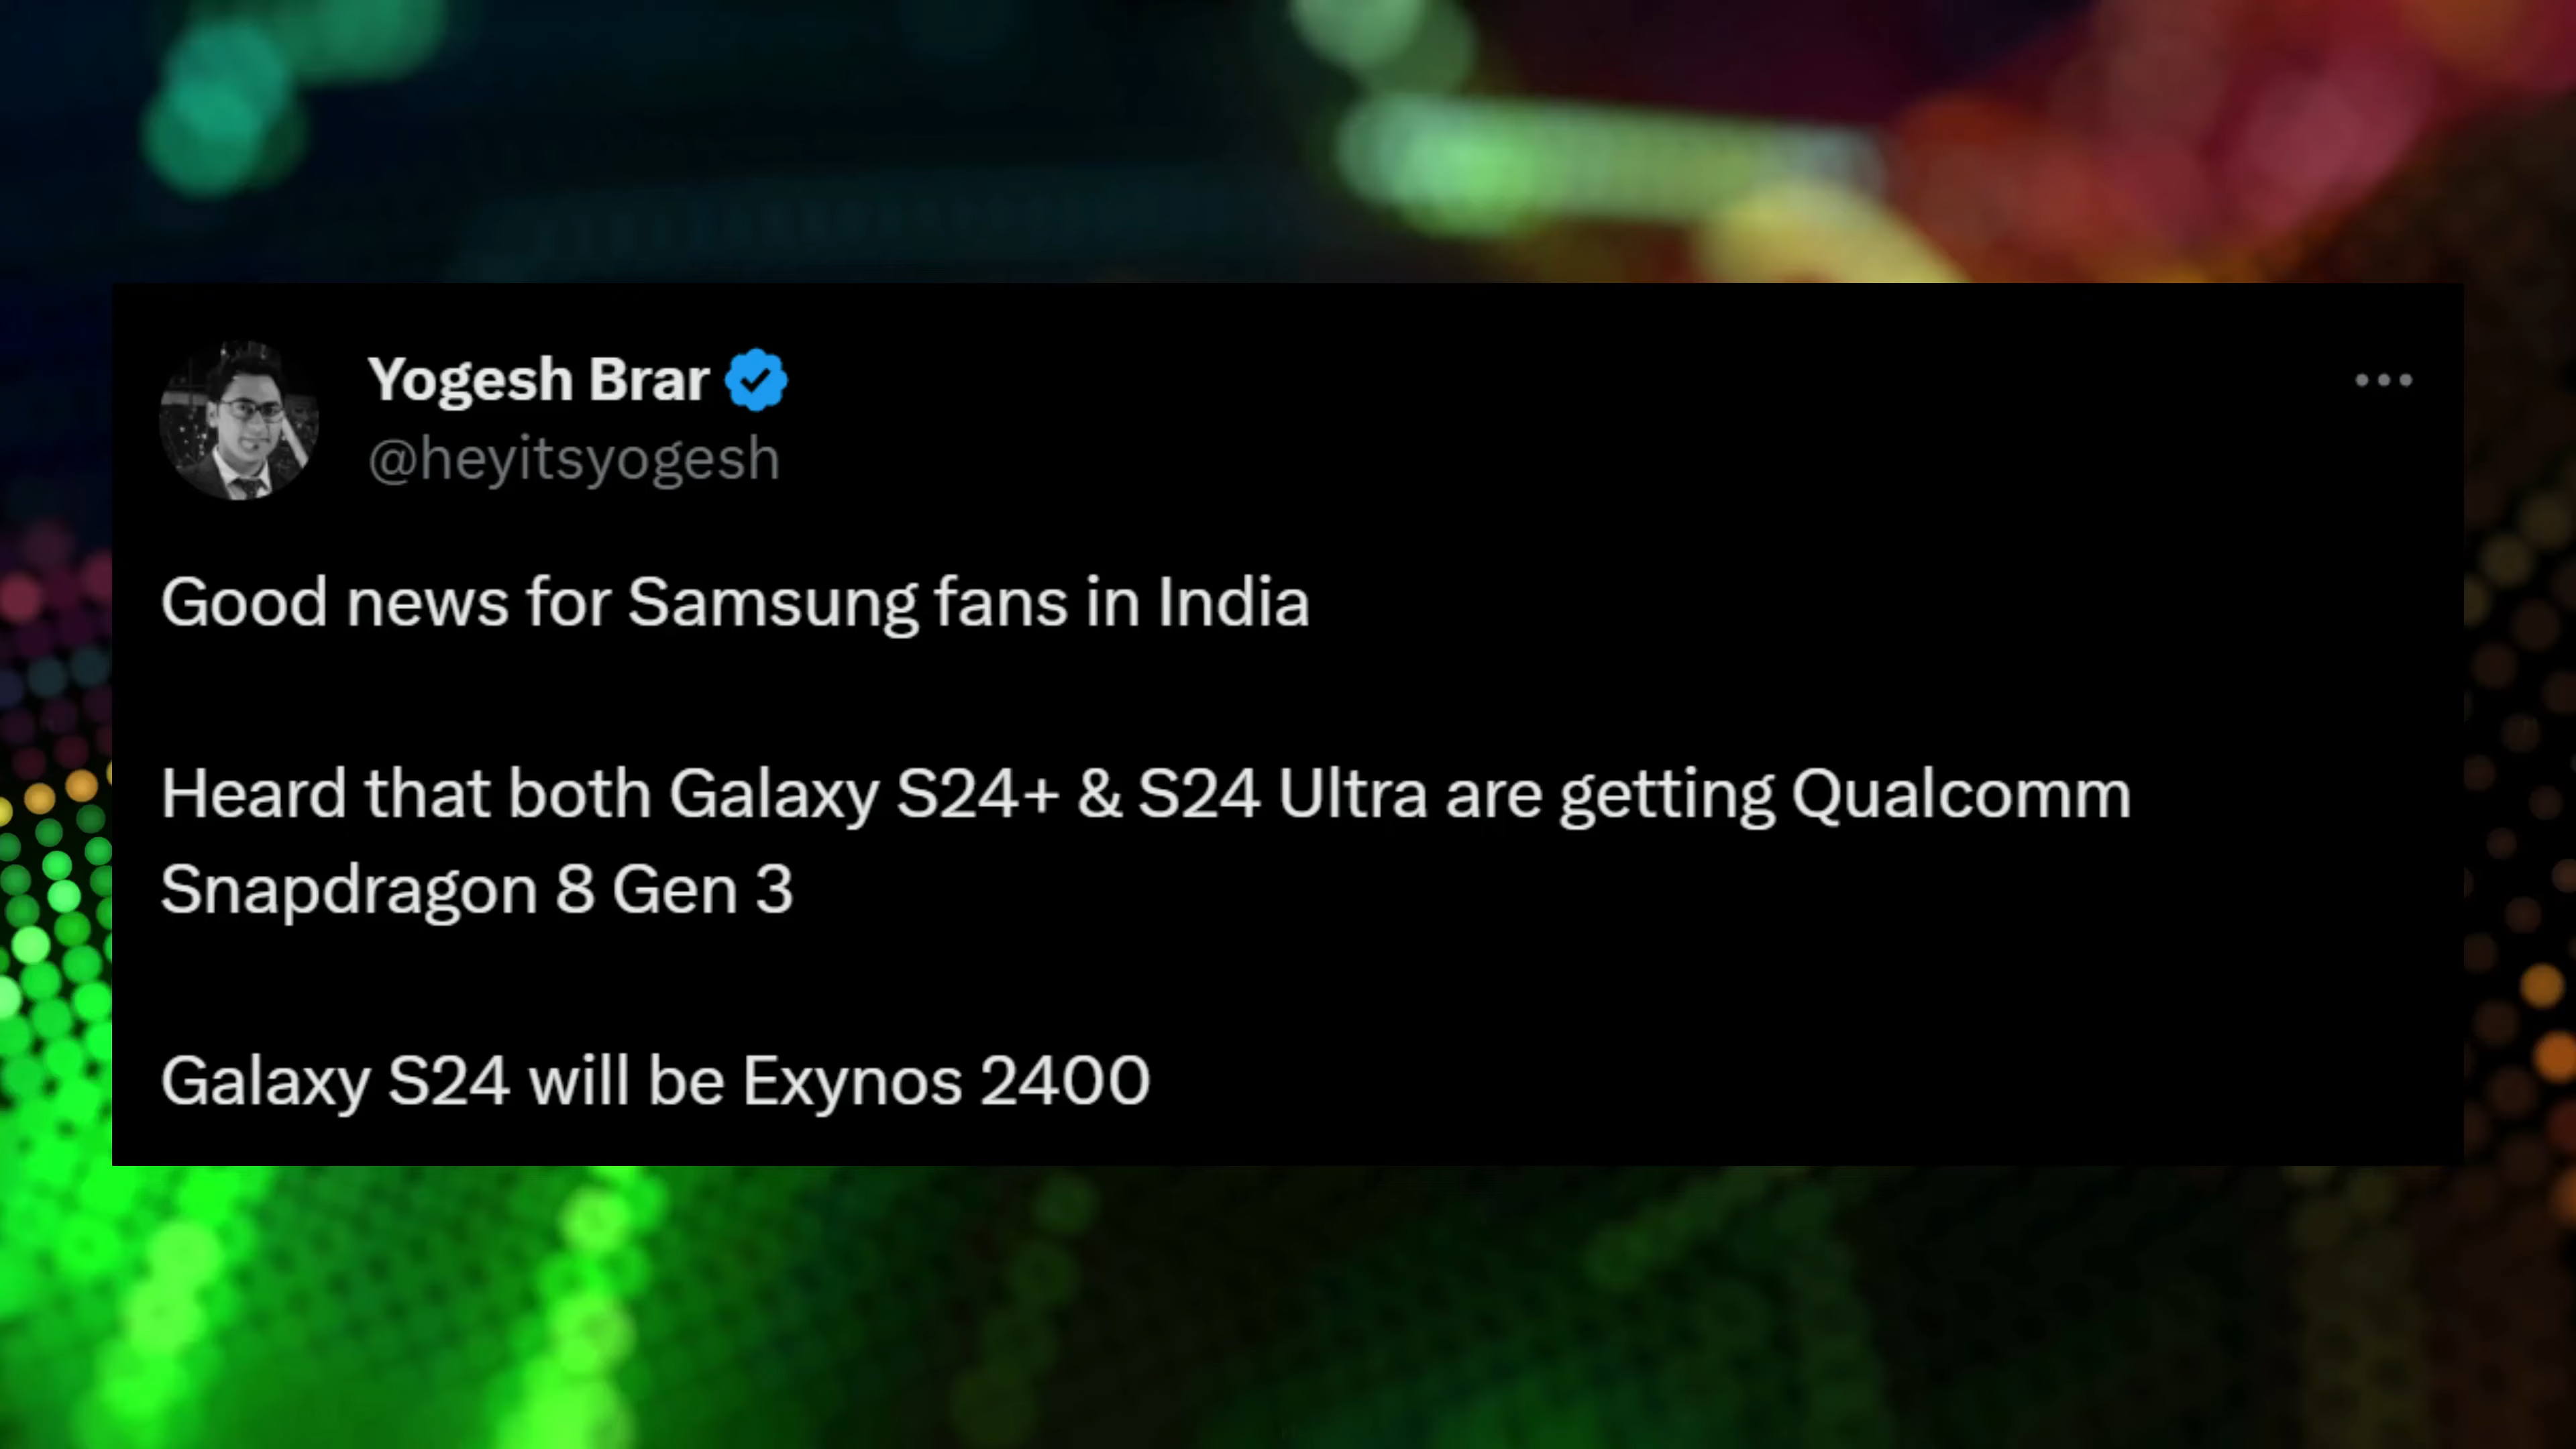 Yogesh Brar
@heyitsyogesh
Good news for Samsung fans in India
Heard that both Galaxy S24+ & S24 Ultra are getting Qualcomm
Snapdragon 8 Gen 3
Galaxy S24 will be Exynos 2400